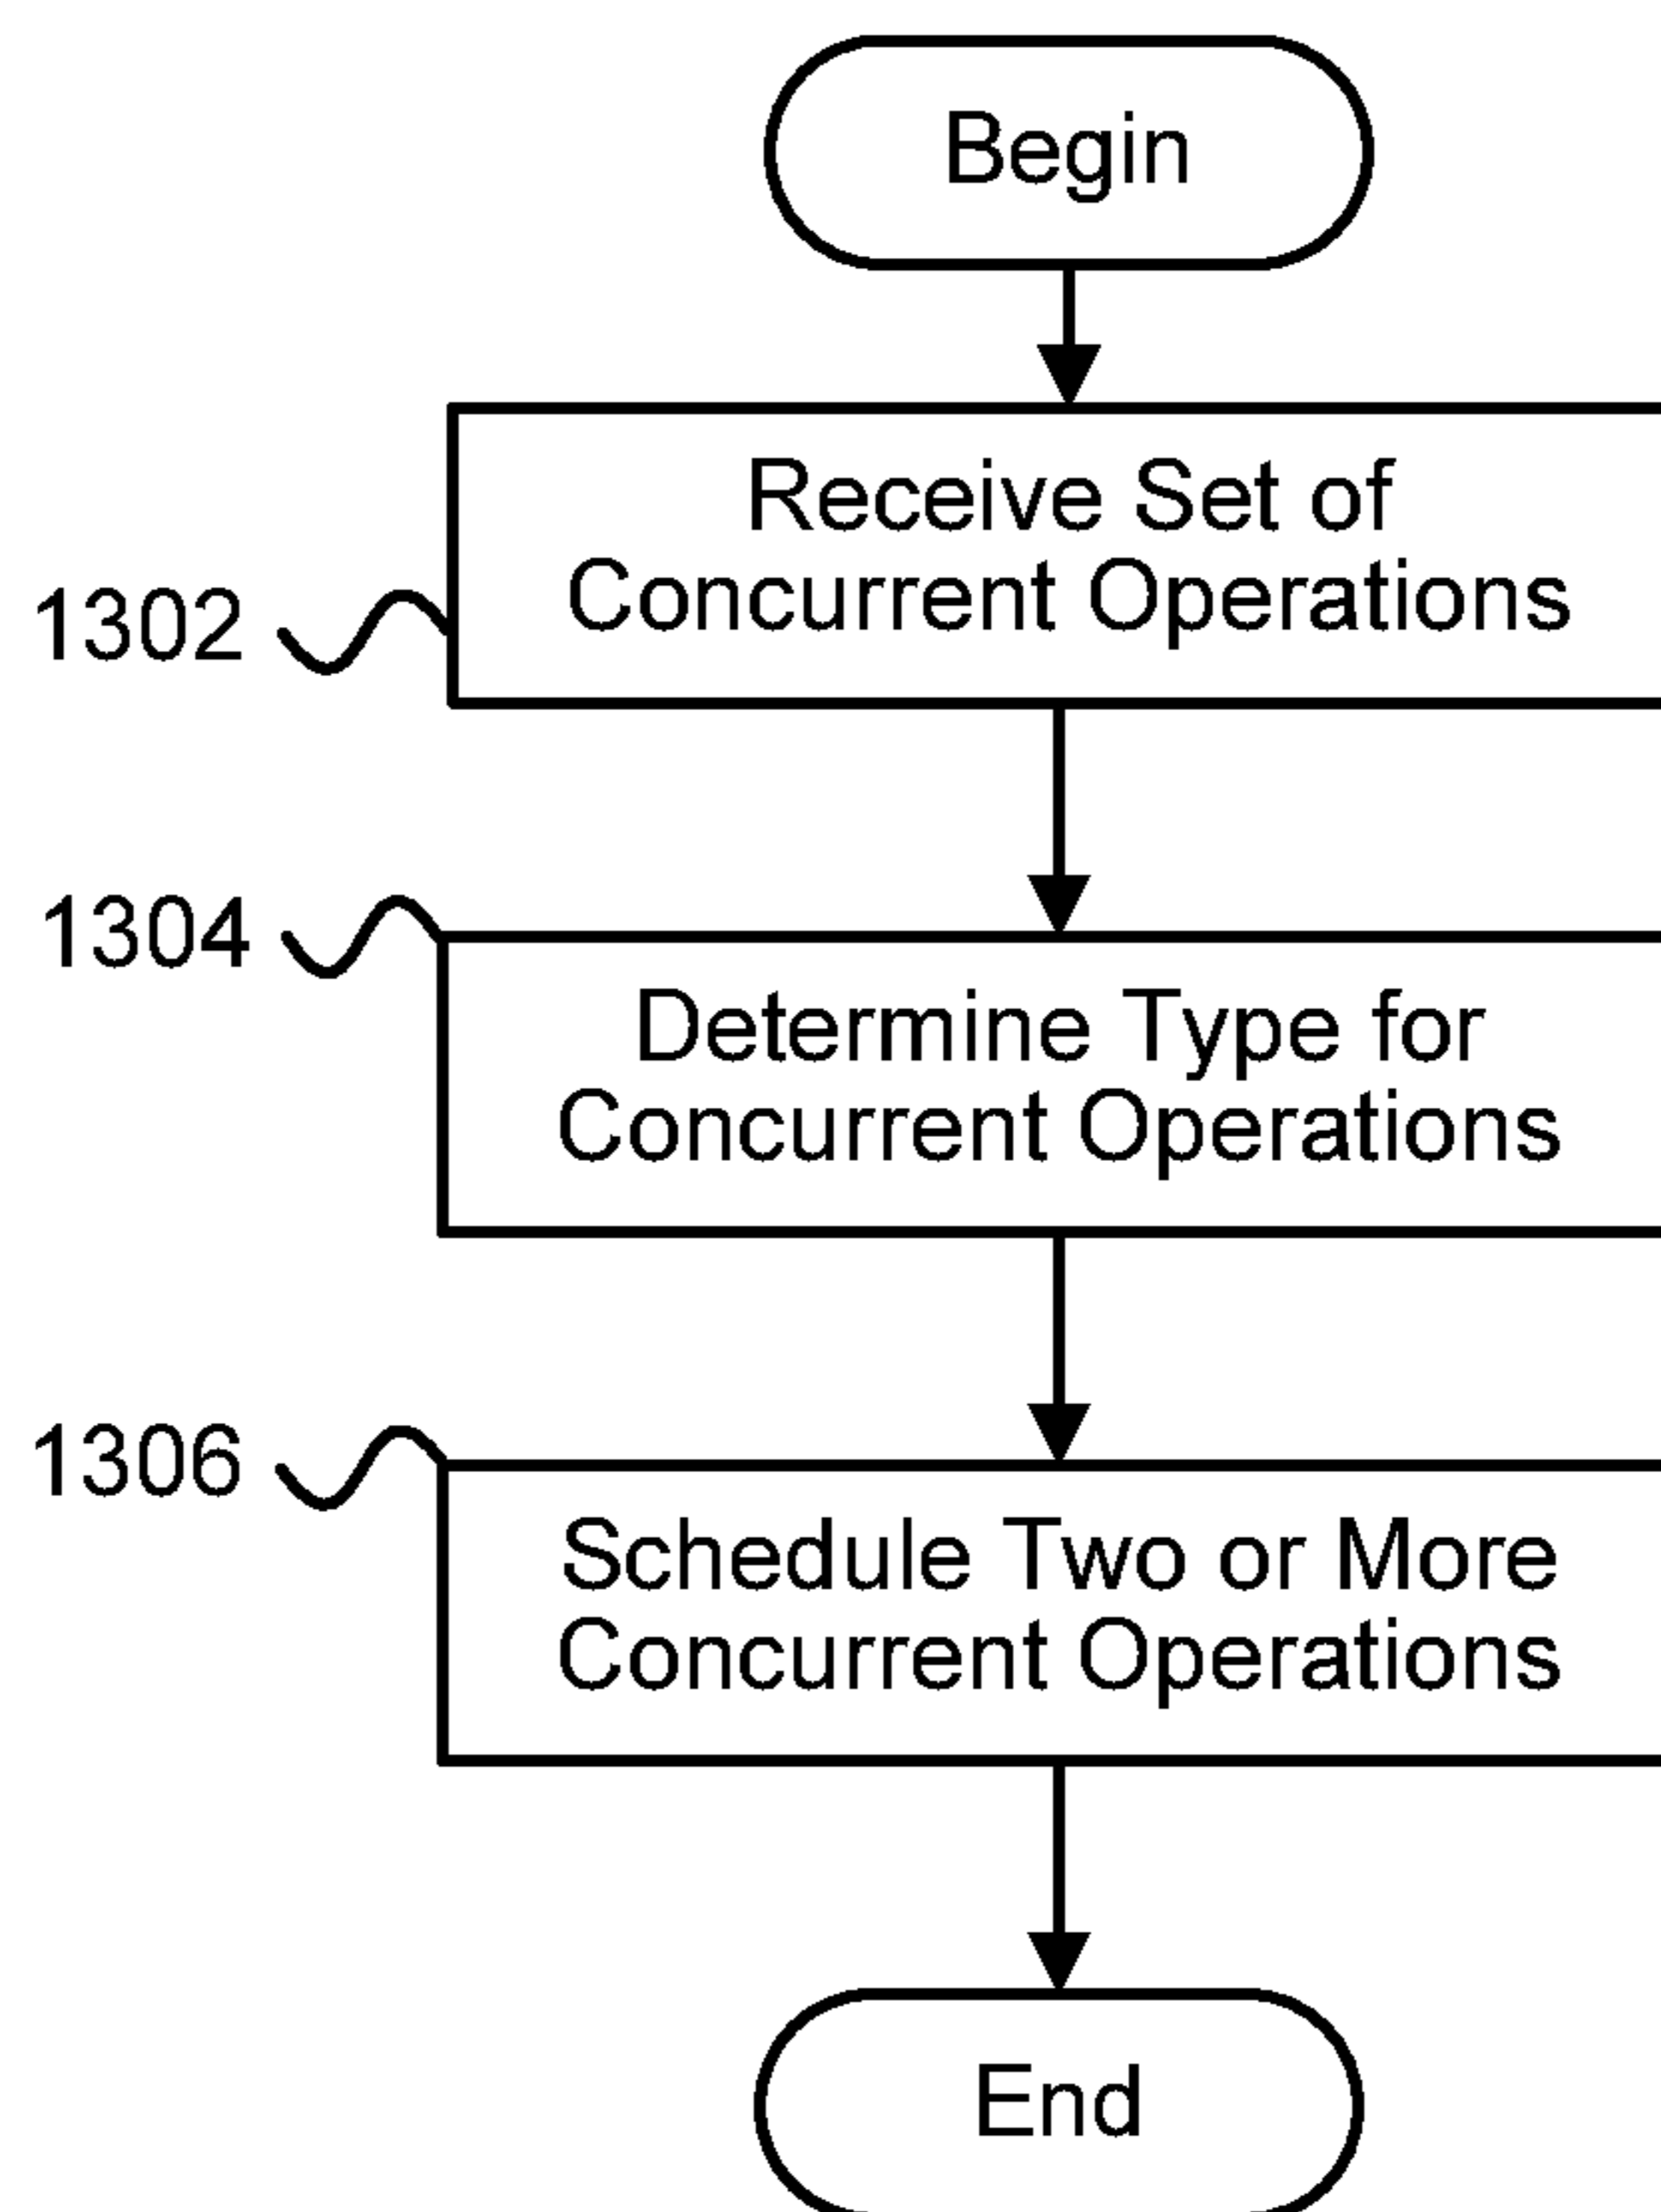 Begin
Receive Set of
Concurrent Operations
1302
1304
Determine Type for
Concurrent Operations
1306
Schedule Two or More
Concurrent Operations
End